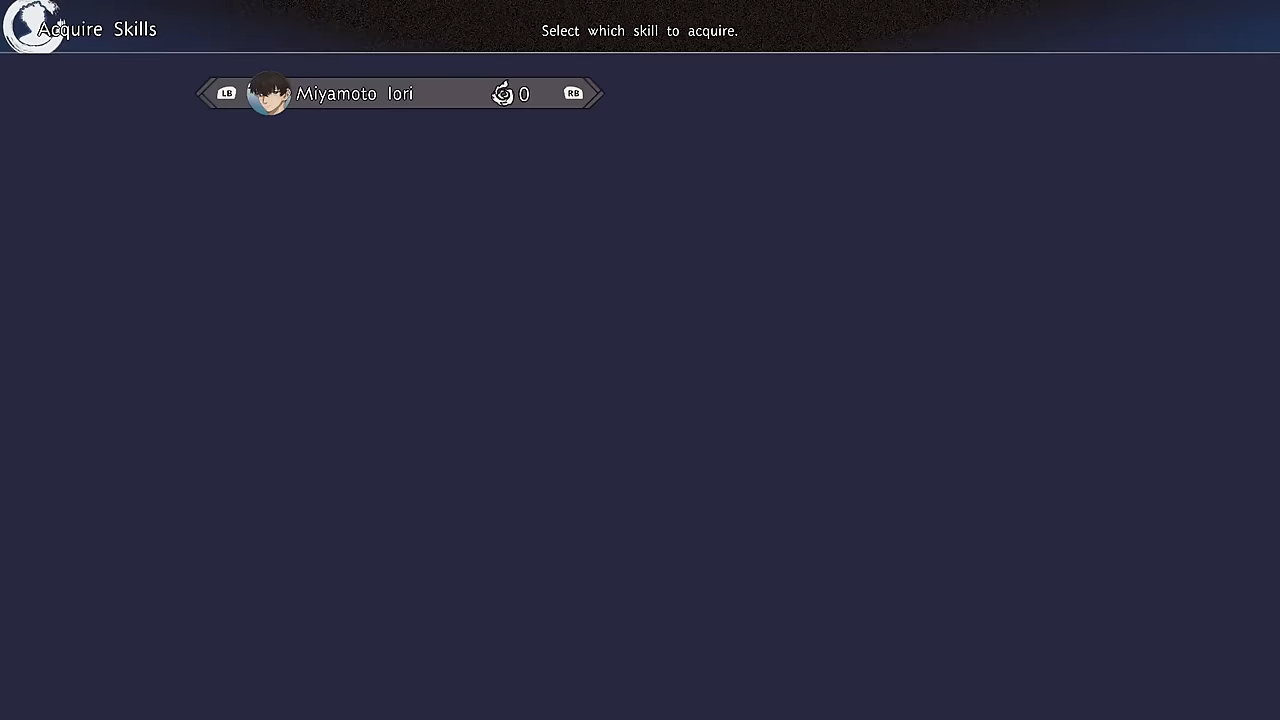 Acquire Skills
Select which skill to acquire.
LB Miyamoto Iori 0 RB